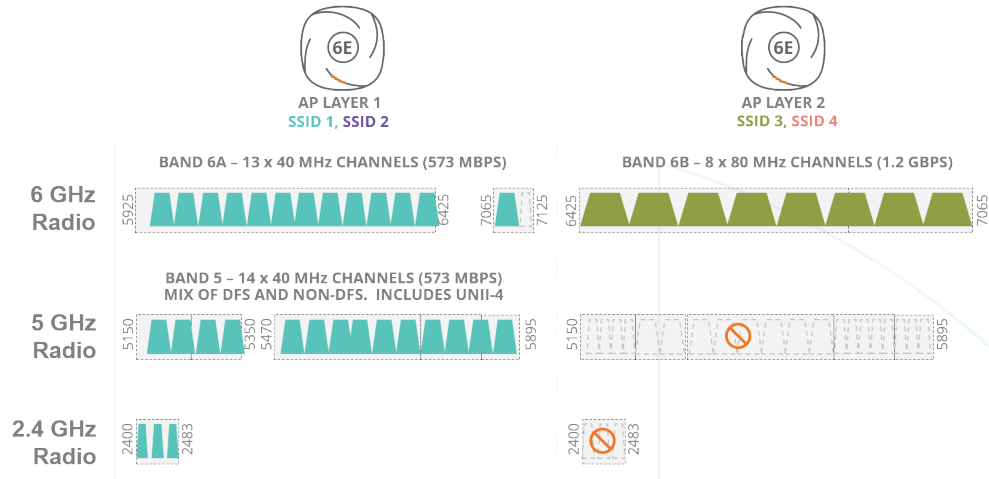 6E
6E
AP LAYER 1
AP LAYER 2
SSID 1, SSID 2
SSID 3, SSID 4
BAND 6A – 13 x 40 MHz CHANNELS (573 MBPS)
BAND 6B – 8 x 80 MHz CHANNELS (1.2 GBPS)
6 GHz
Radio
5925
6425
7065
7125
6425
7065
BAND 5 – 14 x 40 MHz CHANNELS (573 MBPS)
MIX OF DFS AND NON-DFS. INCLUDES UNII-4
5 GHz
Radio
5150
5350
5470
5895
5150
5895
2.4 GHz
Radio
2400
2483
2400
2483